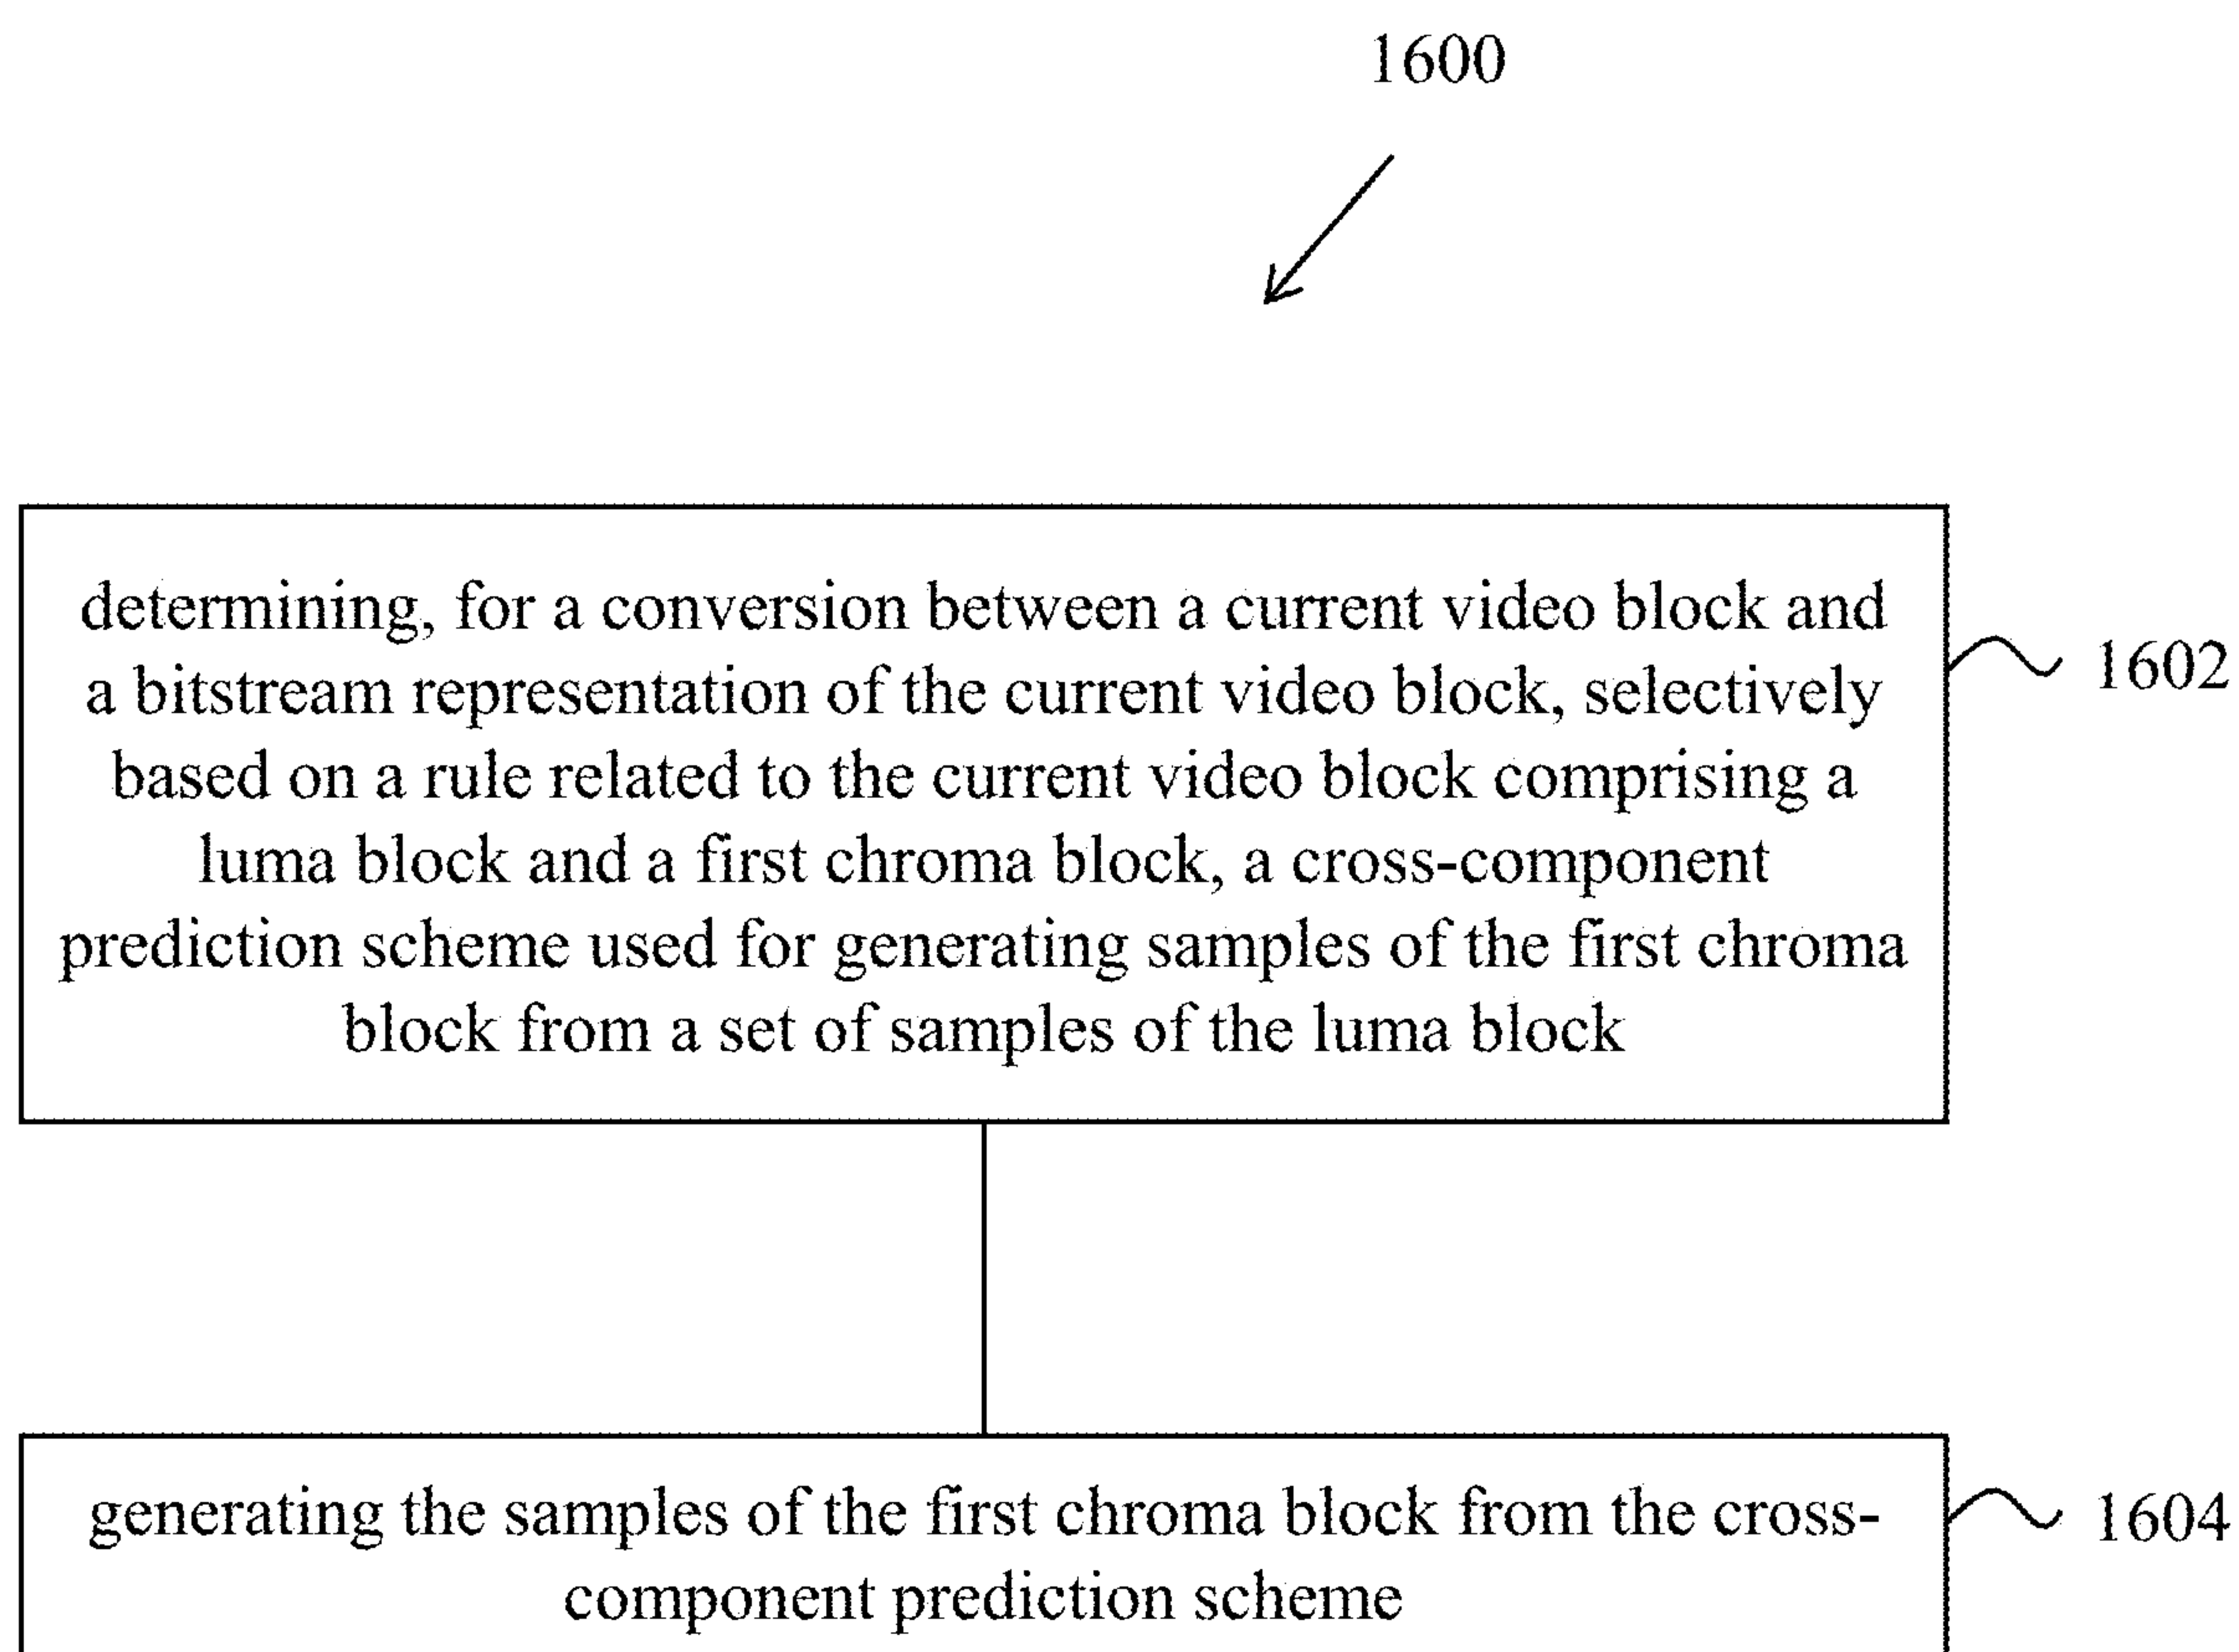 1600
determining, for a conversion between a current video block and
a bitstream representation of the current video block, selectively
based on a rule related to the current video block comprising a
luma block and a first chroma block, a cross-component
prediction scheme used for generating samples of the first chroma
block from a set of samples of the luma block
1602
generating the samples of the first chroma block from the cross-
component prediction scheme
1604